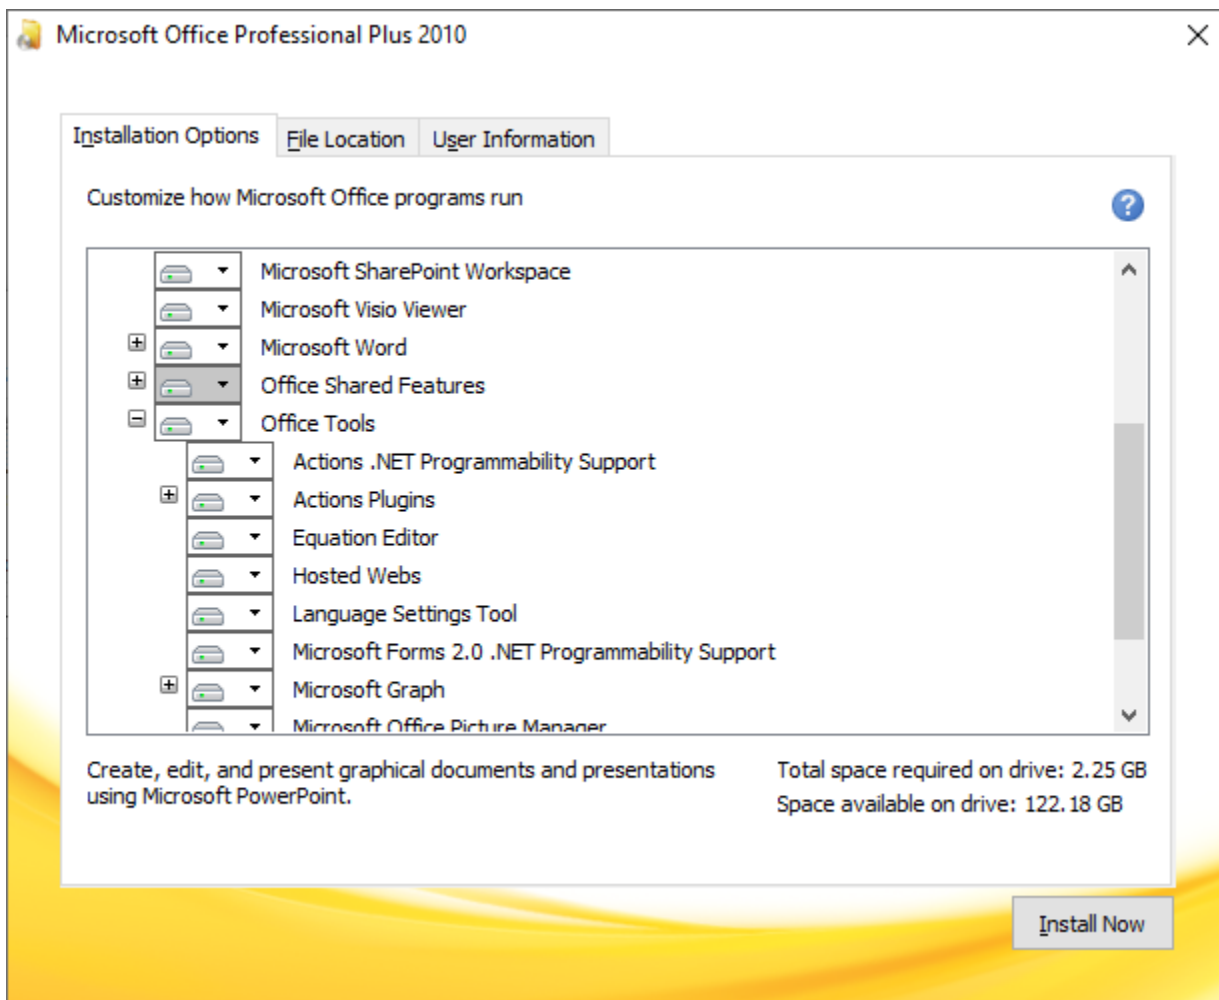 Microsoft Office Professional Plus 2010
Installation Options File Location User Information
Customize how Microsoft Office programs run
Microsoft SharePoint Workspace
Microsoft Visio Viewer
Microsoft Word
Office Shared Features
Office Tools
Actions .NET Programmability Support
Actions Plugins
Equation Editor
Hosted Webs
Language Settings Tool
Microsoft Forms 2.0 .NET Programmability Support
Microsoft Graph
Microsoft Office Picture Manager
Create, edit, and present graphical documents and presentations
using Microsoft PowerPoint.
Total space required on drive: 2.25 GB
Space available on drive: 122.18 GB
Install Now